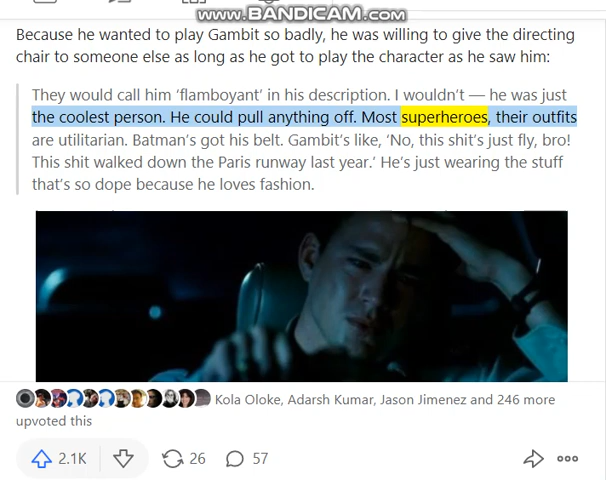 www.BANDICAM.com
Because he wanted to play Gambit so badly, he was willing to give the directing
chair to someone else as long as he got to play the character as he saw him:
They would call him ‘flamboyant’ in his description. I wouldn’t — he was just
the coolest person. He could pull anything off. Most superheroes, their outfits
are utilitarian. Batman’s got his belt. Gambit’s like, ‘No, this shit’s just fly, bro!
This shit walked down the Paris runway last year.’ He’s just wearing the stuff
that’s so dope because he loves fashion.
Kola Oloke, Adarsh Kumar, Jason Jimenez and 246 more
upvoted this
2.1K 26 57